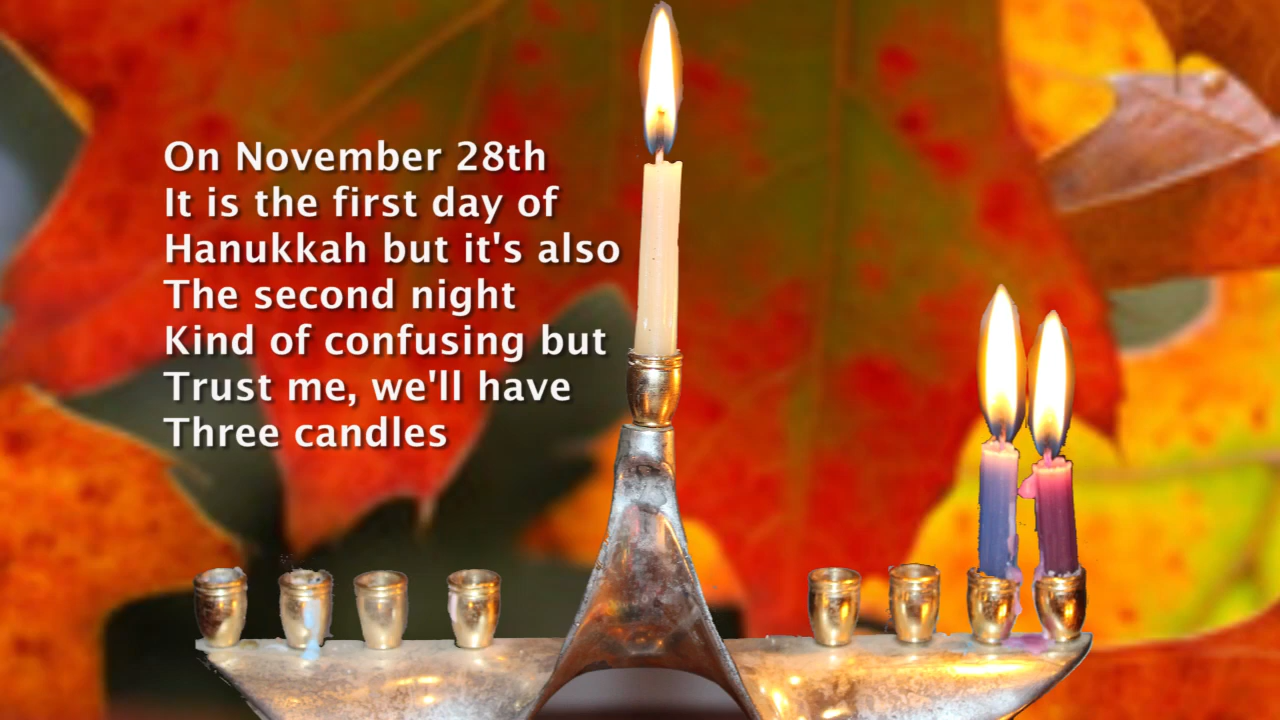 On November 28th
It is the first day of
Hanukkah but it's also
The second night
Kind of confusing but
Trust me, we'll have
Three candles